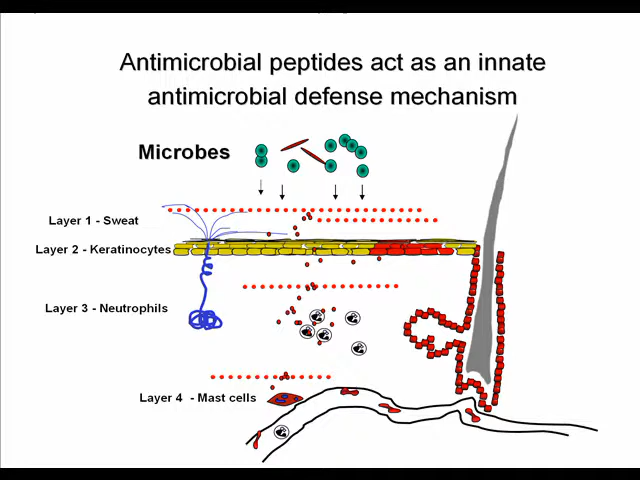 Antimicrobial peptides act as an innate
antimicrobial defense mechanism
Microbes
Layer 1 - Sweat
Layer 2 - Keratinocytes
Layer 3 - Neutrophils
Layer 4 - Mast cells